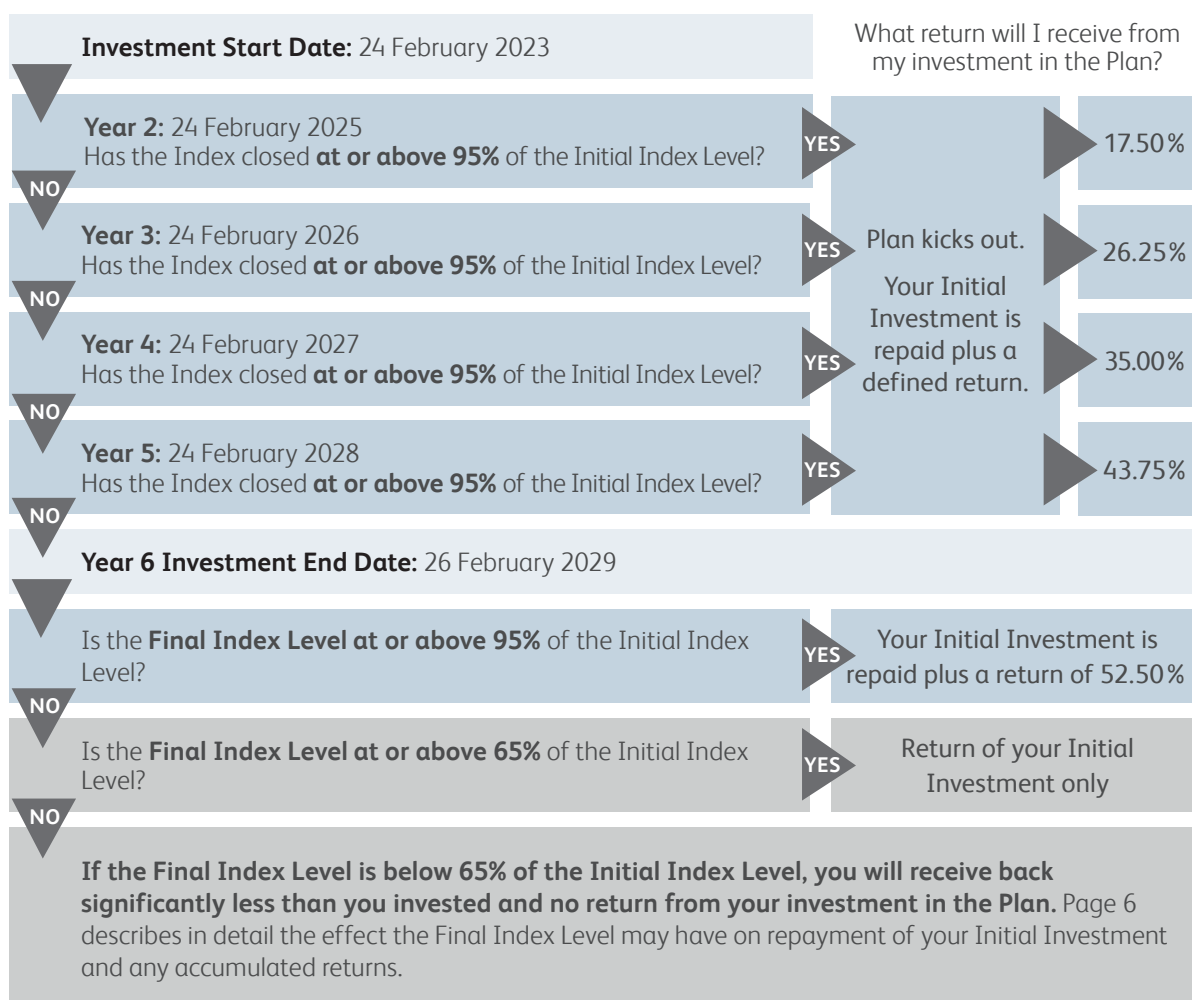 Investment Start Date: 24 February 2023
What return will I receive from
my investment in the Plan?
Year 2: 24 February 2025
Has the Index closed at or above 95% of the Initial Index Level?
YES
17.50%
NO
Year 3: 24 February 2026
Has the Index closed at or above 95% of the Initial Index Level?
YES
26.25%
Plan kicks out.
Your Initial
Investment is
repaid plus a
defined return.
NO
Year 4: 24 February 2027
Has the Index closed at or above 95% of the Initial Index Level?
YES
35.00%
NO
Year 5: 24 February 2028
Has the Index closed at or above 95% of the Initial Index Level?
YES
43.75%
NO
Year 6 Investment End Date: 26 February 2029
Is the Final Index Level at or above 95% of the Initial Index
Level?
YES
Your Initial Investment is
repaid plus a return of 52.50%
NO
Is the Final Index Level at or above 65% of the Initial Index
Level?
YES
Return of your Initial
Investment only
NO
If the Final Index Level is below 65% of the Initial Index Level, you will receive back
significantly less than you invested and no return from your investment in the Plan. Page 6
describes in detail the effect the Final Index Level may have on repayment of your Initial Investment
and any accumulated returns.